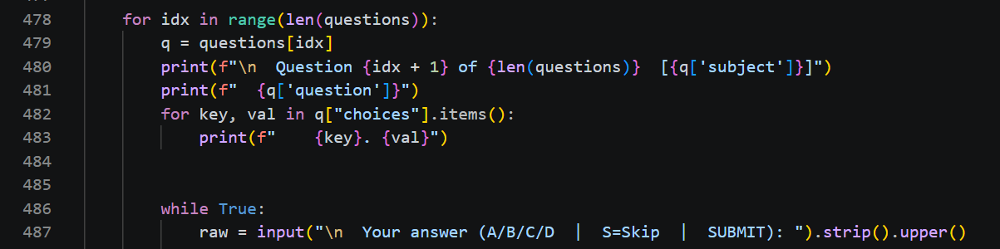 478 for idx in range(len(questions)):
479 q = questions[idx]
480 print(f"\n  Question {idx + 1} of {len(questions)}  [{q['subject']}]")
481 print(f"  {q['question']}")
482 for key, val in q["choices"].items():
483 print(f"    {key}. {val}")
484
485
486 while True:
487 raw = input("\n  Your answer (A/B/C/D  |  S=Skip  |  SUBMIT): ").strip().upper()